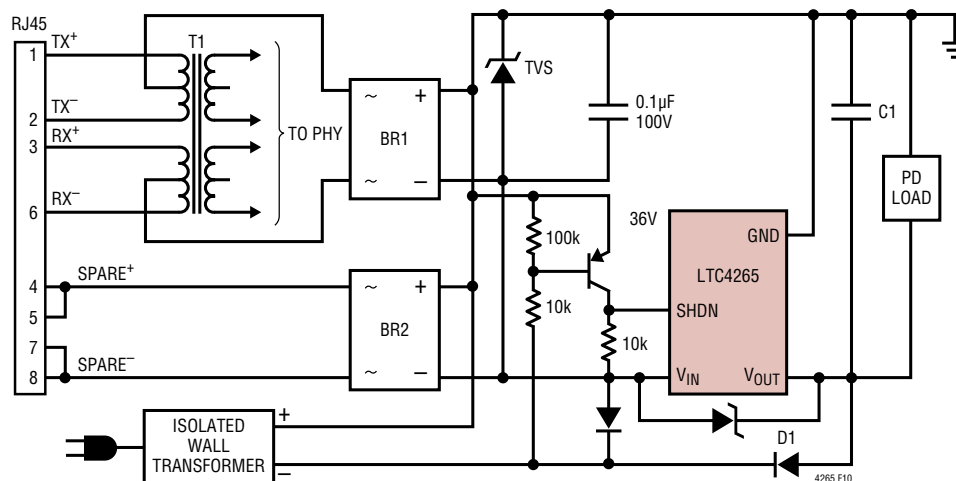 RJ45
1
TX+
T1
2
TX–
3
RX+
6
RX–
TO PHY
~
+
BR1
~
–
TVS
0.1µF
100V
C1
PD
LOAD
36V
100k
GND
LTC4265
SHDN
10k
10k
VIN
VOUT
4
SPARE+
5
7
8
SPARE–
~
+
BR2
~
–
ISOLATED
WALL
TRANSFORMER
+
–
D1
4265 F10